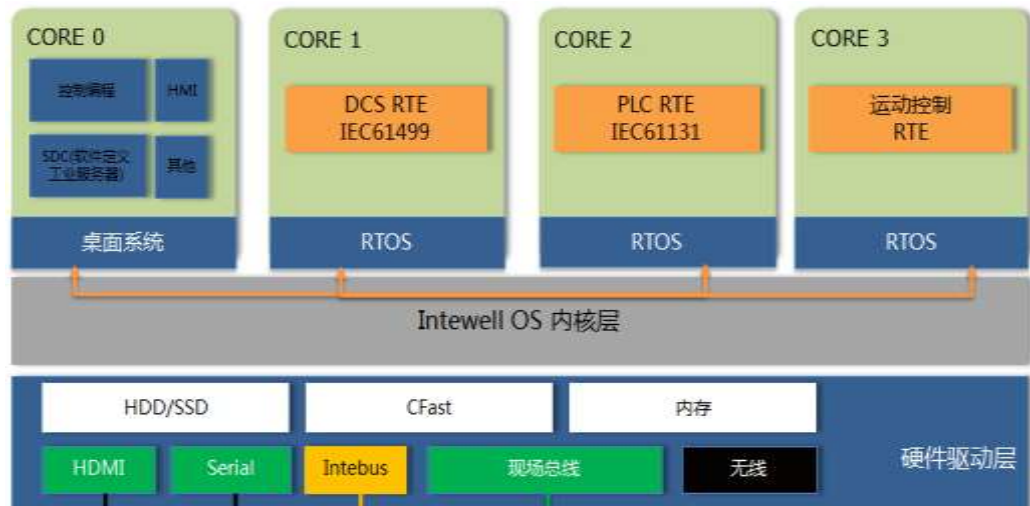 CORE 0
控制编程
HMI
SDC(软件定义
工业服务器)
其他
桌面系统
CORE 1
DCS RTE
IEC61499
RTOS
CORE 2
PLC RTE
IEC61131
RTOS
CORE 3
运动控制
RTE
RTOS
Intewell OS 内核层
HDD/SSD
CFast
内存
HDMI
Serial
Intebus
现场总线
无线
硬件驱动层